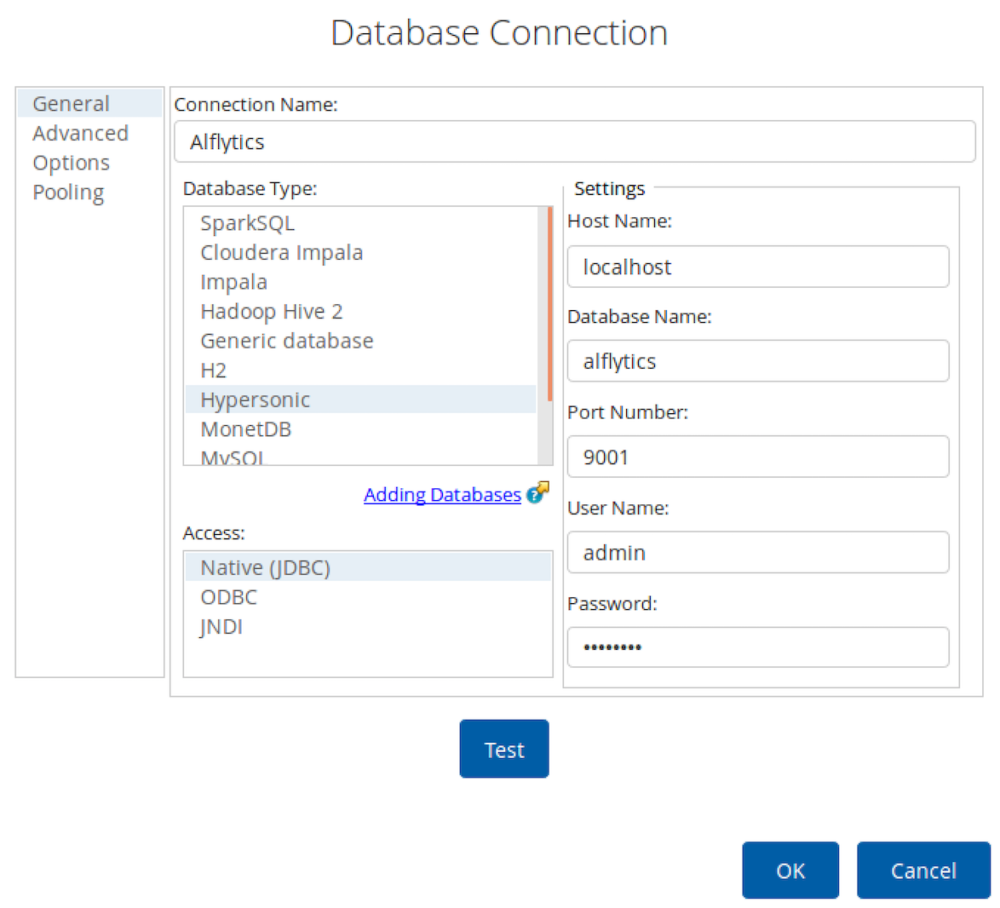 Database Connection
General
Advanced
Options
Pooling
Connection Name:
Alflytics
Database Type:
SparkSQL
Cloudera Impala
Impala
Hadoop Hive 2
Generic database
H2
Hypersonic
MonetDB
MySQL
Adding Databases
Access:
Native (JDBC)
ODBC
JNDI
Settings
Host Name:
localhost
Database Name:
alflytics
Port Number:
9001
User Name:
admin
Password:
••••••••
Test
OK
Cancel